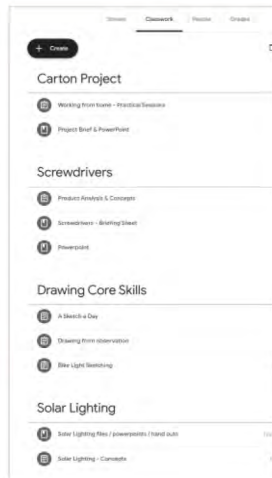 Stream Classwork People Grades
+ Create
Carton Project
Working from home - Practical Sessions
Project Brief & PowerPoint
Screwdrivers
Product Analysis & Concepts
Screwdrivers - Briefing Sheet
Powerpoint
Drawing Core Skills
A Sketch a Day
Drawing from observation
Bike Light Sketching
Solar Lighting
Solar Lighting files / powerpoints / hand outs
Solar Lighting - Concepts